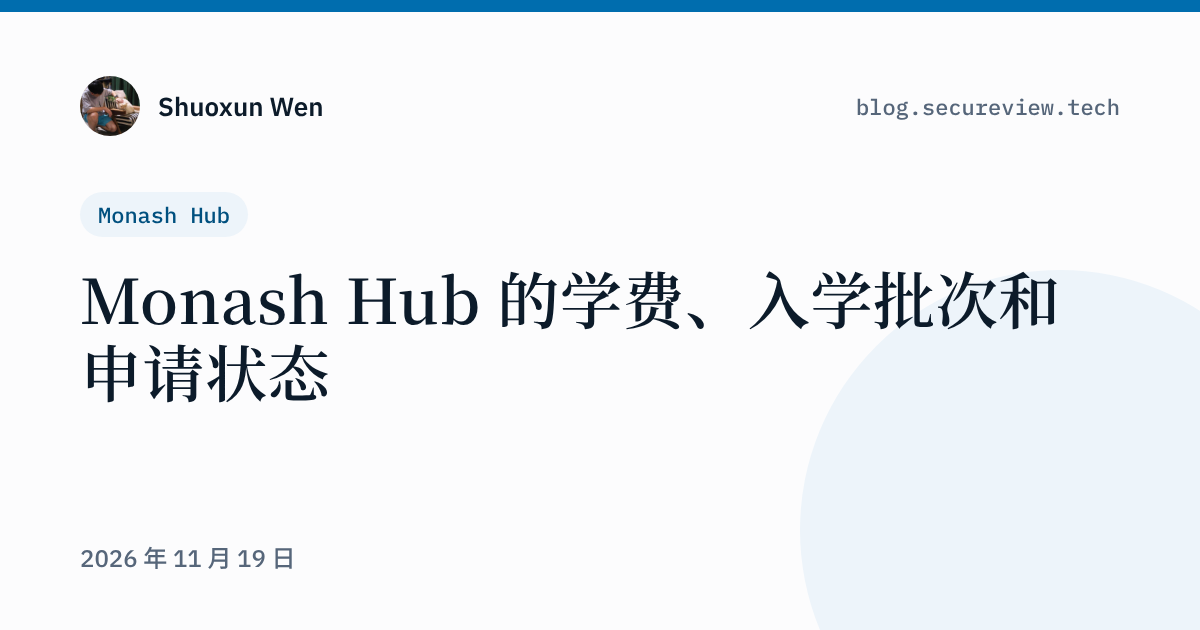 Shuoxun Wen
blog.secureview.tech
Monash Hub
Monash Hub 的学费、入学批次和
申请状态
2026 年 11 月 19 日